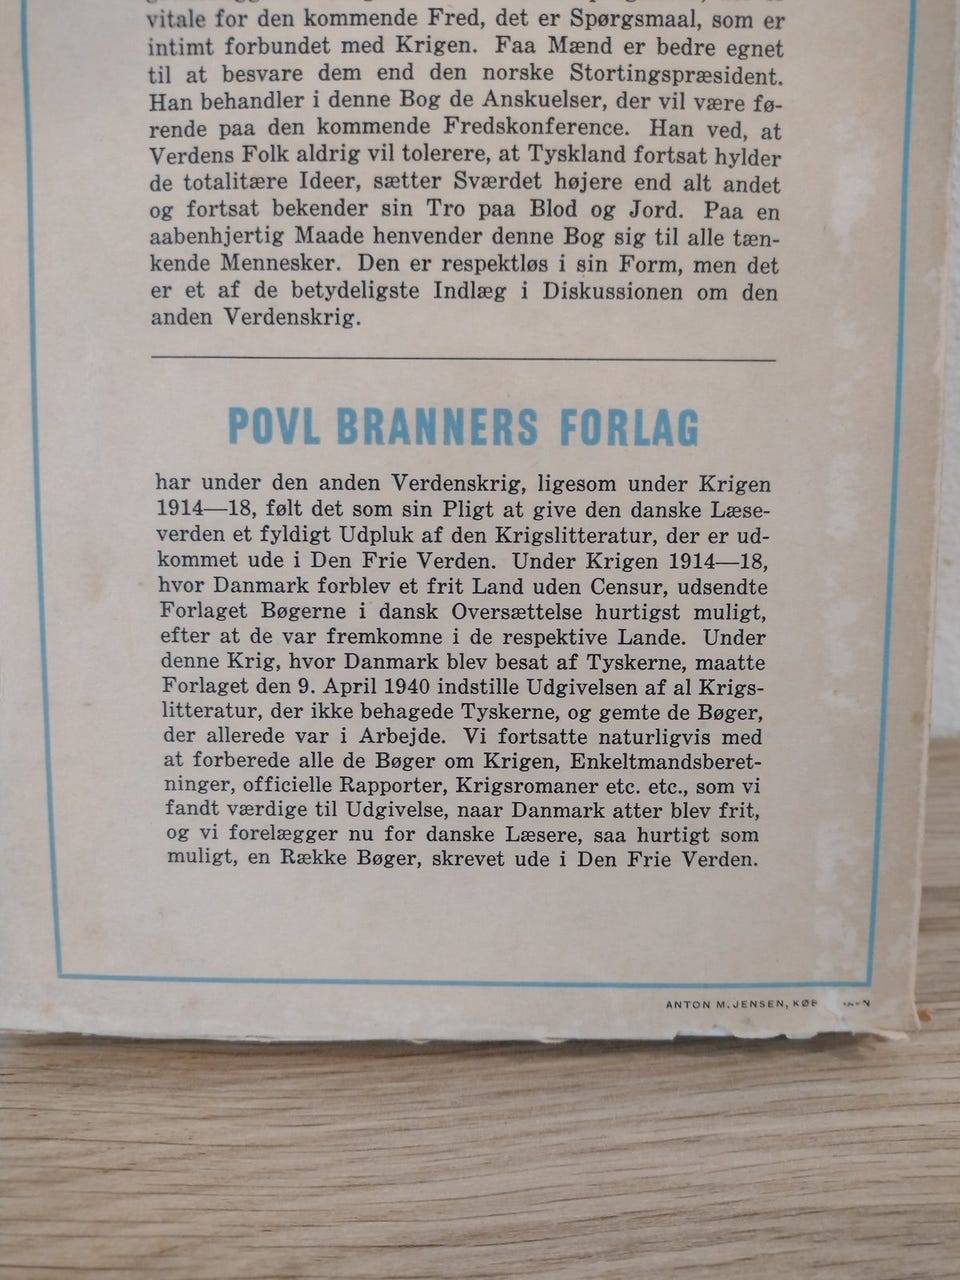 vitale for den kommende Fred, det er Spørgsmaal, som er
intimt forbundet med Krigen. Faa Mænd er bedre egnet
til at besvare dem end den norske Stortingspræsident.
Han behandler i denne Bog de Anskuelser, der vil være fø-
rende paa den kommende Fredskonference. Han ved, at
Verdens Folk aldrig vil tolerere, at Tyskland fortsat hylder
de totalitære Ideer, sætter Sværdet højere end alt andet
og fortsat bekender sin Tro paa Blod og Jord. Paa en
aabenhjertig Maade henvender denne Bog sig til alle tæn-
kende Mennesker. Den er respektløs i sin Form, men det
er et af de betydeligste Indlæg i Diskussionen om den
anden Verdenskrig.
POVL BRANNERS FORLAG
har under den anden Verdenskrig, ligesom under Krigen
1914—18, følt det som sin Pligt at give den danske Læse-
verden et fyldigt Udpluk af den Krigslitteratur, der er ud-
kommet ude i Den Frie Verden. Under Krigen 1914—18,
hvor Danmark forblev et frit Land uden Censur, udsendte
Forlaget Bøgerne i dansk Oversættelse hurtigst muligt,
efter at de var fremkomne i de respektive Lande. Under
denne Krig, hvor Danmark blev besat af Tyskerne, maatte
Forlaget den 9. April 1940 indstille Udgivelsen af al Krigs-
litteratur, der ikke behagede Tyskerne, og gemte de Bøger,
der allerede var i Arbejde. Vi fortsatte naturligvis med
at forberede alle de Bøger om Krigen, Enkeltmandsberet-
ninger, officielle Rapporter, Krigsromaner etc. etc., som vi
fandt værdige til Udgivelse, naar Danmark atter blev frit,
og vi forelægger nu for danske Læsere, saa hurtigt som
muligt, en Række Bøger, skrevet ude i Den Frie Verden.
ANTON M. JENSEN,